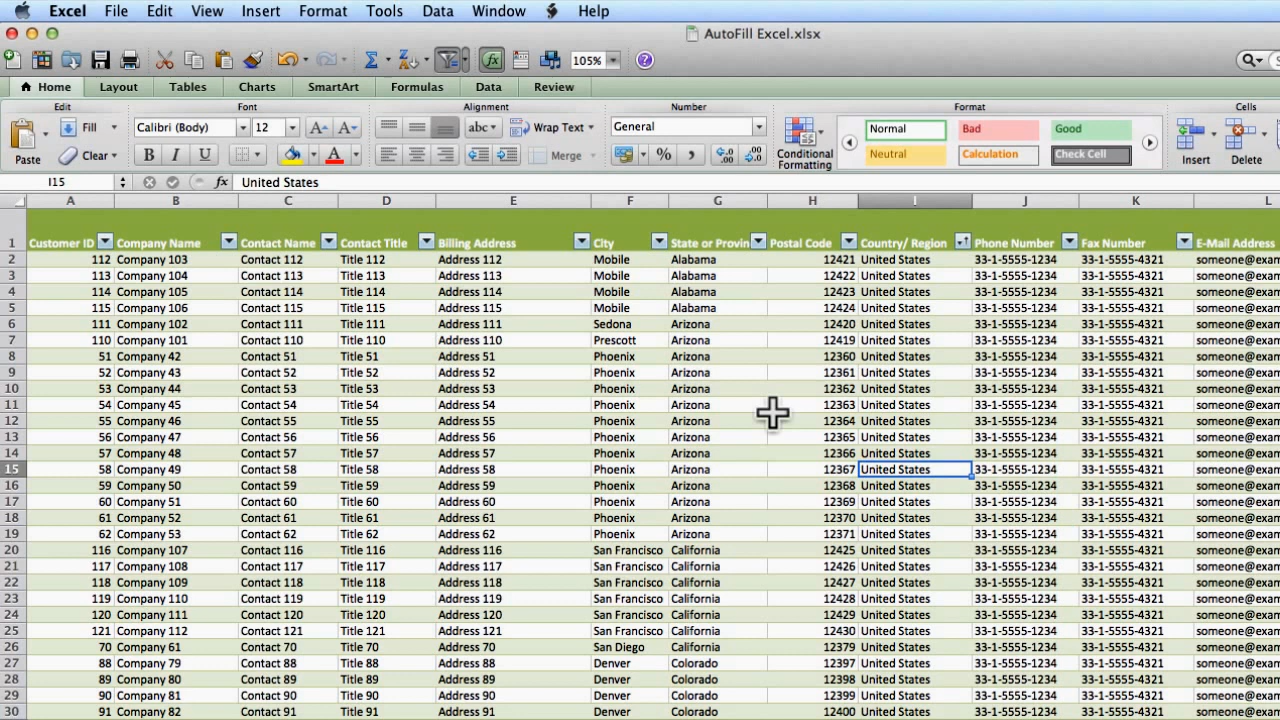 Excel File Edit View Insert Format Tools Data Window Help
AutoFill Excel.xlsx
105%
Home Layout Tables Charts SmartArt Formulas Data Review
Edit Font Alignment Number Format Cells
Fill Calibri (Body) 12 abc Wrap Text General Normal Bad Good
Paste Clear B I U A Merge % Conditional Formatting Neutral Calculation Check Cell Insert Delete
I15 fx United States
A B C D E F G H I J K L
1 Customer ID Company Name Contact Name Contact Title Billing Address City State or Provin Postal Code Country/ Region Phone Number Fax Number E-Mail Address
2 112 Company 103 Contact 112 Title 112 Address 112 Mobile Alabama 12421 United States 33-1-5555-1234 33-1-5555-4321 someone@exam
3 113 Company 104 Contact 113 Title 113 Address 113 Mobile Alabama 12422 United States 33-1-5555-1234 33-1-5555-4321 someone@exam
4 114 Company 105 Contact 114 Title 114 Address 114 Mobile Alabama 12423 United States 33-1-5555-1234 33-1-5555-4321 someone@exam
5 115 Company 106 Contact 115 Title 115 Address 115 Mobile Alabama 12424 United States 33-1-5555-1234 33-1-5555-4321 someone@exam
6 111 Company 102 Contact 111 Title 111 Address 111 Sedona Arizona 12420 United States 33-1-5555-1234 33-1-5555-4321 someone@exam
7 110 Company 101 Contact 110 Title 110 Address 110 Prescott Arizona 12419 United States 33-1-5555-1234 33-1-5555-4321 someone@exam
8 51 Company 42 Contact 51 Title 51 Address 51 Phoenix Arizona 12360 United States 33-1-5555-1234 33-1-5555-4321 someone@exam
9 52 Company 43 Contact 52 Title 52 Address 52 Phoenix Arizona 12361 United States 33-1-5555-1234 33-1-5555-4321 someone@exam
10 53 Company 44 Contact 53 Title 53 Address 53 Phoenix Arizona 12362 United States 33-1-5555-1234 33-1-5555-4321 someone@exam
11 54 Company 45 Contact 54 Title 54 Address 54 Phoenix Arizona 12363 United States 33-1-5555-1234 33-1-5555-4321 someone@exam
12 55 Company 46 Contact 55 Title 55 Address 55 Phoenix Arizona 12364 United States 33-1-5555-1234 33-1-5555-4321 someone@exam
13 56 Company 47 Contact 56 Title 56 Address 56 Phoenix Arizona 12365 United States 33-1-5555-1234 33-1-5555-4321 someone@exam
14 57 Company 48 Contact 57 Title 57 Address 57 Phoenix Arizona 12366 United States 33-1-5555-1234 33-1-5555-4321 someone@exam
15 58 Company 49 Contact 58 Title 58 Address 58 Phoenix Arizona 12367 United States 33-1-5555-1234 33-1-5555-4321 someone@exam
16 59 Company 50 Contact 59 Title 59 Address 59 Phoenix Arizona 12368 United States 33-1-5555-1234 33-1-5555-4321 someone@exam
17 60 Company 51 Contact 60 Title 60 Address 60 Phoenix Arizona 12369 United States 33-1-5555-1234 33-1-5555-4321 someone@exam
18 61 Company 52 Contact 61 Title 61 Address 61 Phoenix Arizona 12370 United States 33-1-5555-1234 33-1-5555-4321 someone@exam
19 62 Company 53 Contact 62 Title 62 Address 62 Phoenix Arizona 12371 United States 33-1-5555-1234 33-1-5555-4321 someone@exam
20 116 Company 107 Contact 116 Title 116 Address 116 San Francisco California 12425 United States 33-1-5555-1234 33-1-5555-4321 someone@exam
21 117 Company 108 Contact 117 Title 117 Address 117 San Francisco California 12426 United States 33-1-5555-1234 33-1-5555-4321 someone@exam
22 118 Company 109 Contact 118 Title 118 Address 118 San Francisco California 12427 United States 33-1-5555-1234 33-1-5555-4321 someone@exam
23 119 Company 110 Contact 119 Title 119 Address 119 San Francisco California 12428 United States 33-1-5555-1234 33-1-5555-4321 someone@exam
24 120 Company 111 Contact 120 Title 120 Address 120 San Francisco California 12429 United States 33-1-5555-1234 33-1-5555-4321 someone@exam
25 121 Company 112 Contact 121 Title 121 Address 121 San Francisco California 12430 United States 33-1-5555-1234 33-1-5555-4321 someone@exam
26 70 Company 61 Contact 70 Title 70 Address 70 San Diego California 12379 United States 33-1-5555-1234 33-1-5555-4321 someone@exam
27 88 Company 79 Contact 88 Title 88 Address 88 Denver Colorado 12397 United States 33-1-5555-1234 33-1-5555-4321 someone@exam
28 89 Company 80 Contact 89 Title 89 Address 89 Denver Colorado 12398 United States 33-1-5555-1234 33-1-5555-4321 someone@exam
29 90 Company 81 Contact 90 Title 90 Address 90 Denver Colorado 12399 United States 33-1-5555-1234 33-1-5555-4321 someone@exam
30 91 Company 82 Contact 91 Title 91 Address 91 Denver Colorado 12400 United States 33-1-5555-1234 33-1-5555-4321 someone@exam